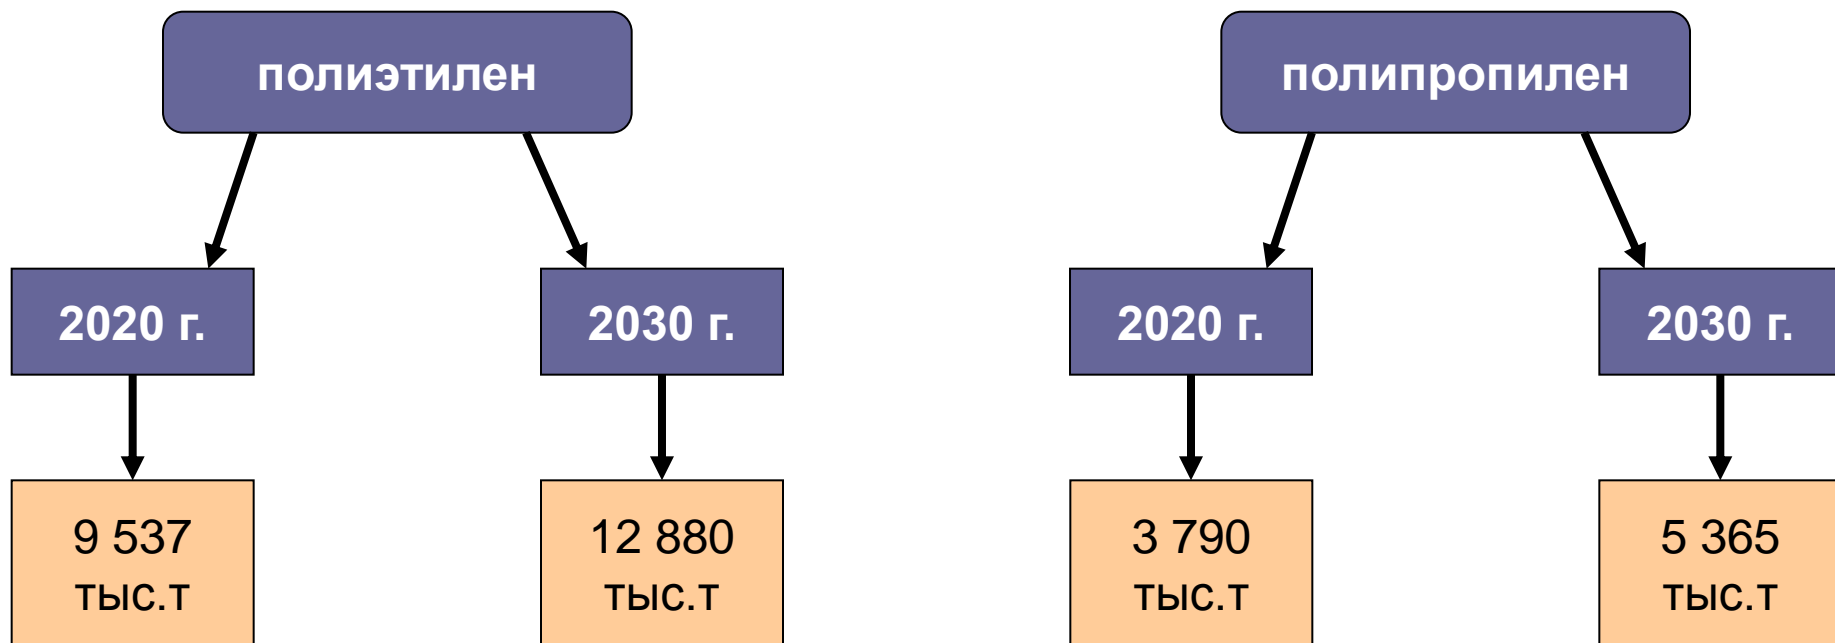 полиэтилен
полипропилен
2020 г.
2030 г.
2020 г.
2030 г.
9 537
тыс.т
12 880
тыс.т
3 790
тыс.т
5 365
тыс.т